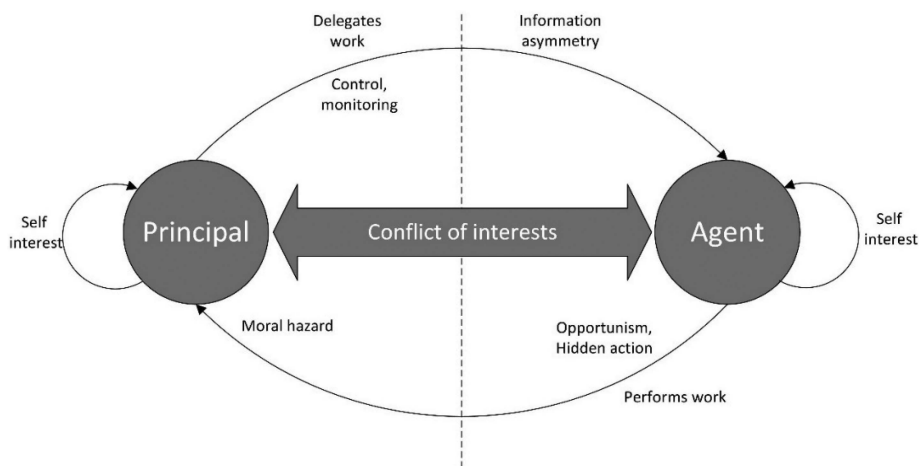 Delegates
work
Information
asymmetry
Control,
monitoring
Self
interest
Principal
Conflict of interests
Agent
Self
interest
Moral hazard
Opportunism,
Hidden action
Performs work